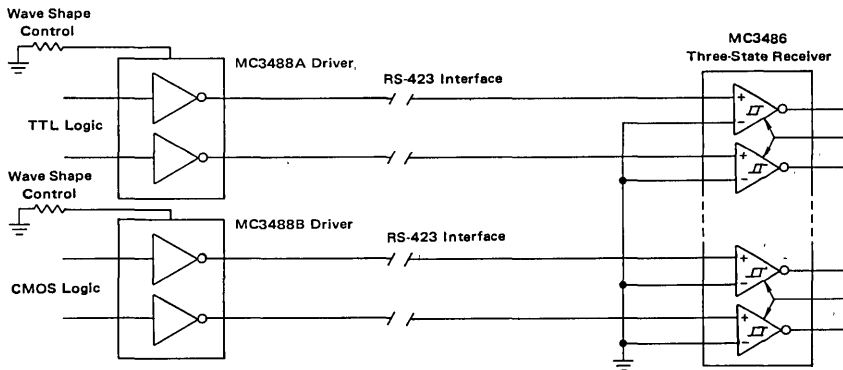 Wave Shape
Control
MC3488A Driver
RS-423 Interface
MC3486
Three-State Receiver
TTL Logic
+
−
+
−
Wave Shape
Control
MC3488B Driver
RS-423 Interface
CMOS Logic
+
−
+
−